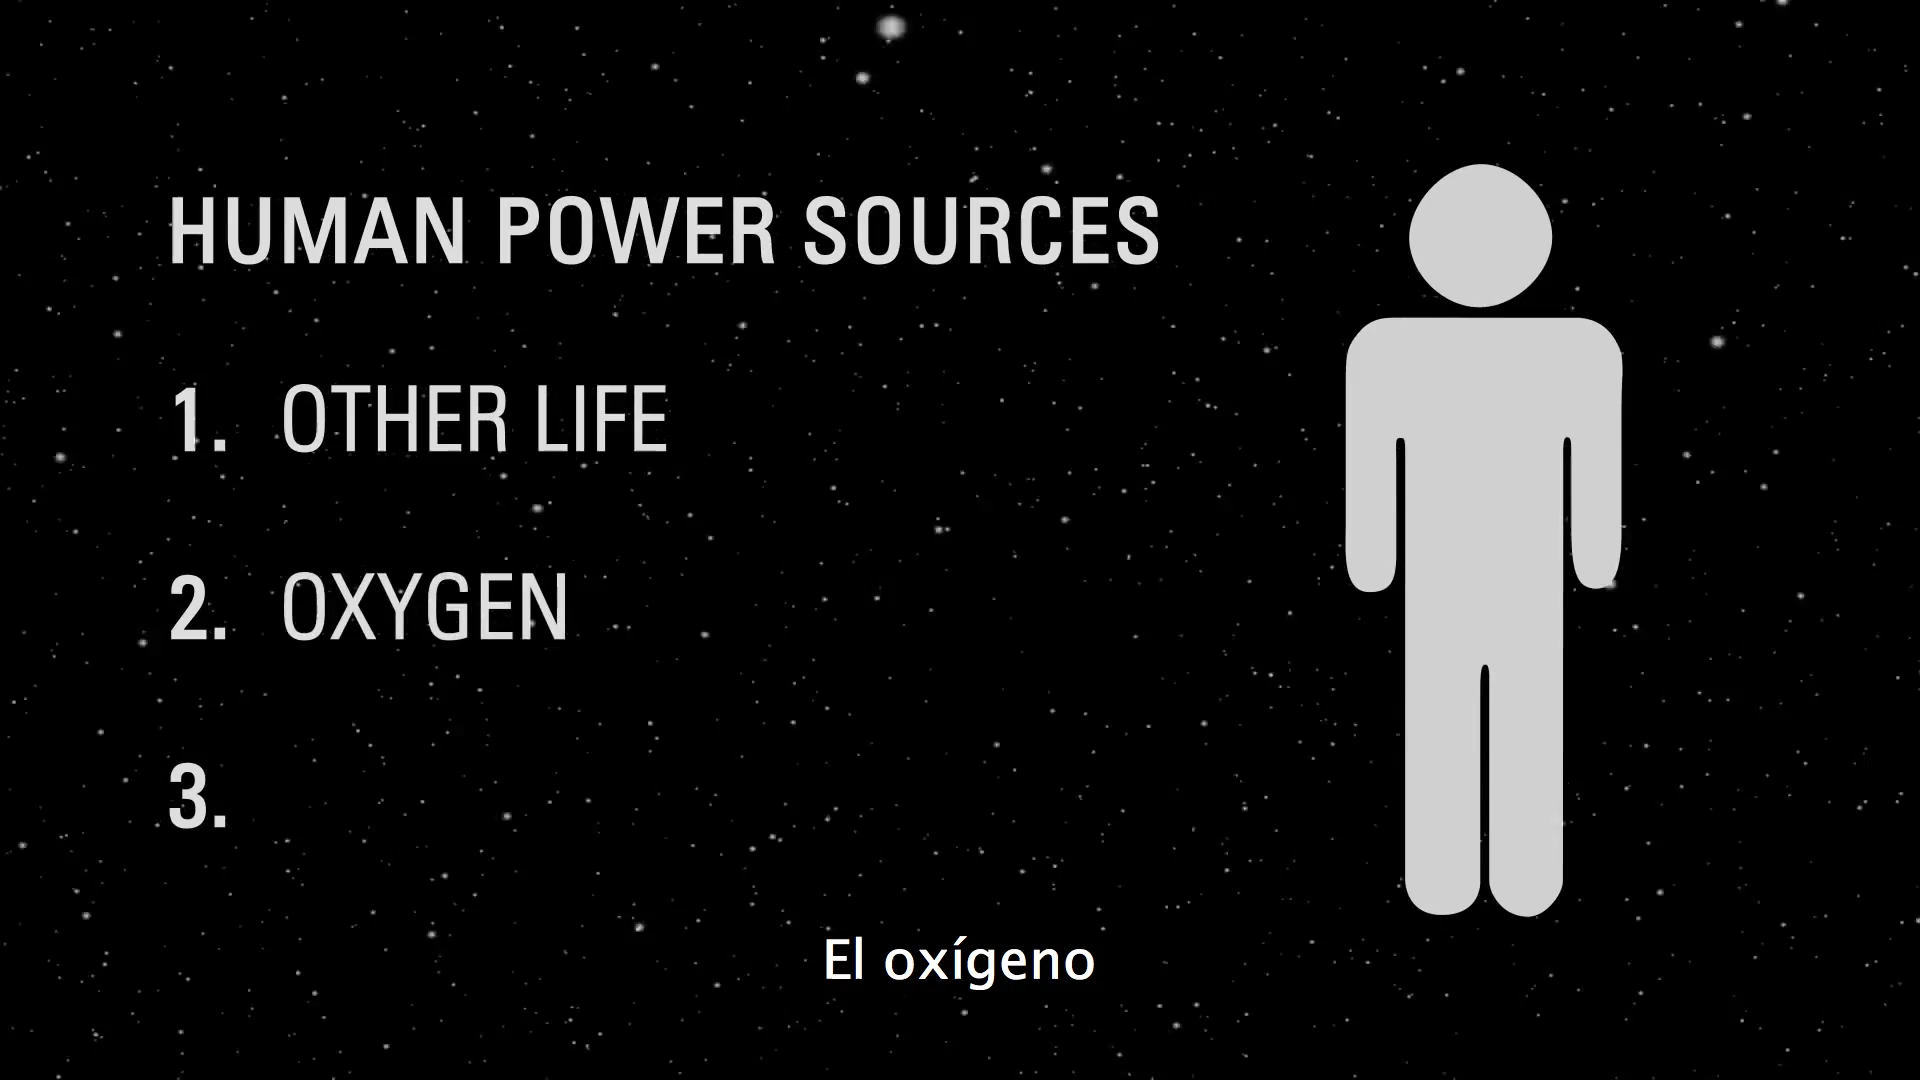 HUMAN POWER SOURCES
1. OTHER LIFE
2. OXYGEN
3.
El oxígeno